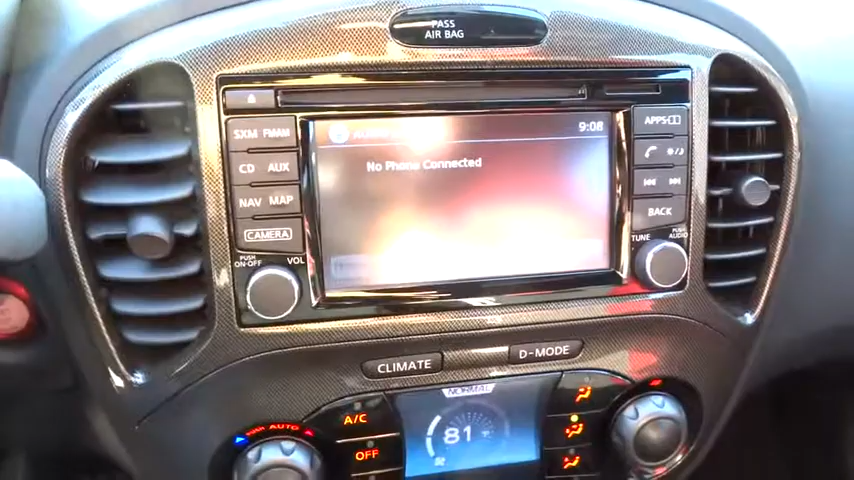 PASS
AIR BAG
SXM FM/AM
CD AUX
NAV MAP
CAMERA
PUSH
ON·OFF
VOL
9:08
No Phone Connected
APPS
BACK
TUNE
PUSH
AUDIO
CLIMATE
D-MODE
NORMAL
AUTO
A/C
OFF
81